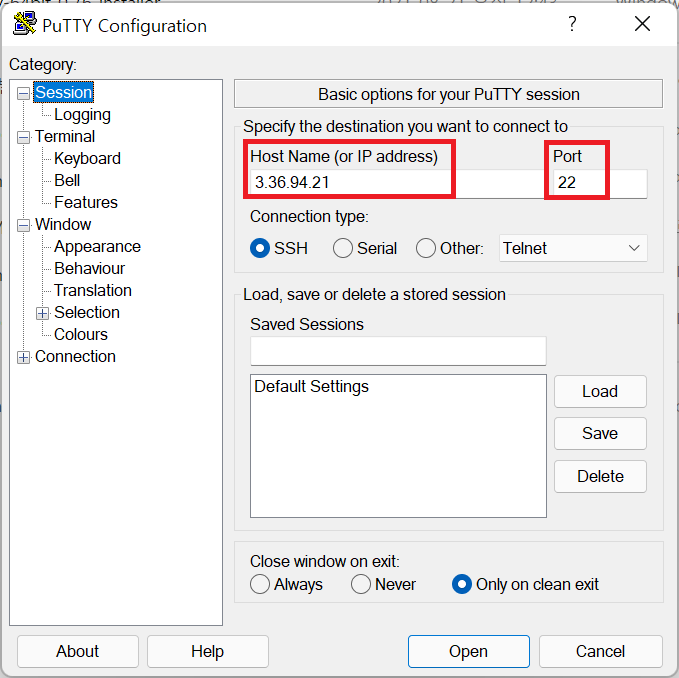 PuTTY Configuration
?
Category:
Session
Logging
Terminal
Keyboard
Bell
Features
Window
Appearance
Behaviour
Translation
Selection
Colours
Connection
Basic options for your PuTTY session
Specify the destination you want to connect to
Host Name (or IP address) Port
3.36.94.21 22
Connection type:
SSH Serial Other: Telnet
Load, save or delete a stored session
Saved Sessions
Default Settings
Load
Save
Delete
Close window on exit:
Always Never Only on clean exit
About Help Open Cancel